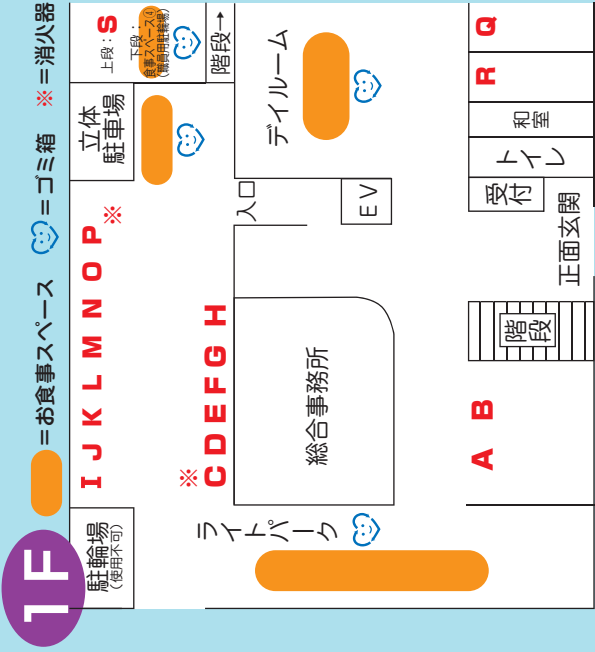 1F
=お食事スペース =ゴミ箱 ※=消火器
駐輪場
(使用不可)
I J K L M N O P
※
立体
駐車場
上段：S
下段：
食事スペース(4)
(職員用駐輪場)
※
C D E F G H
入口
階段→
ライトパーク
総合事務所
EV
デイルーム
A B
階段
正面玄関
受付
トイレ
和室
R Q